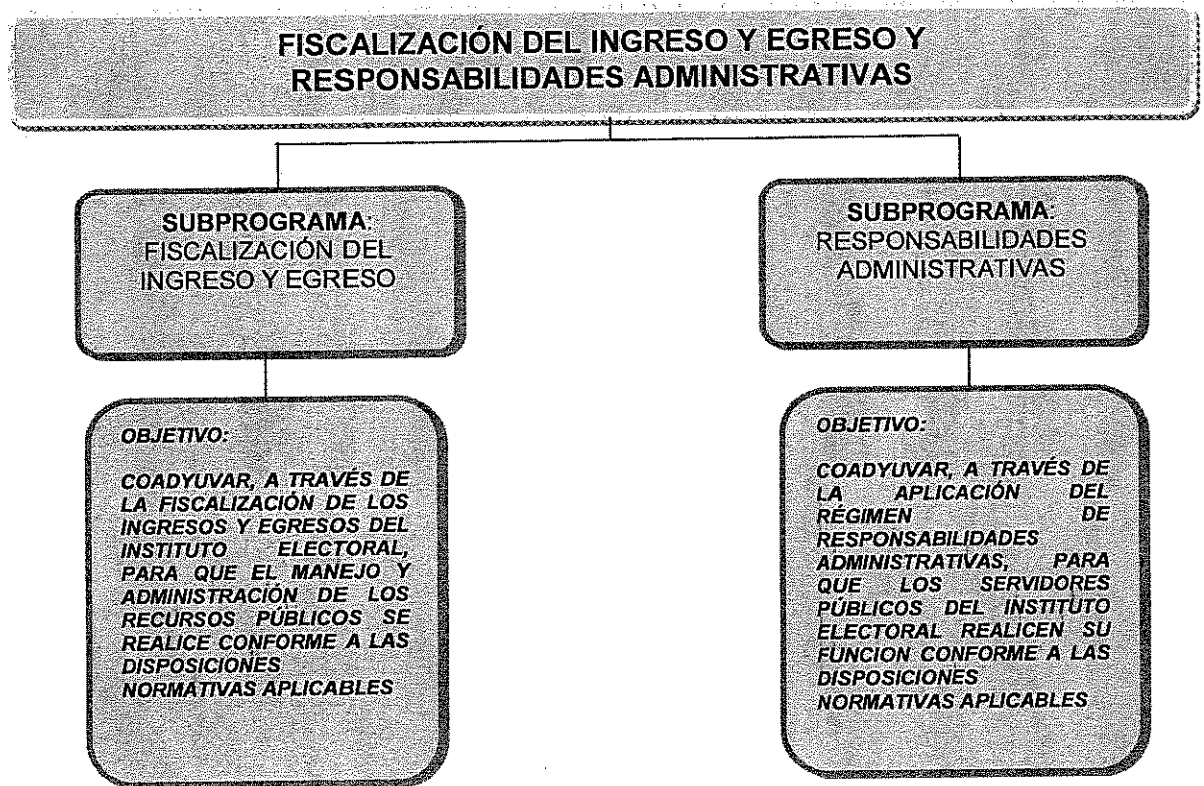 FISCALIZACIÓN DEL INGRESO Y EGRESO Y
RESPONSABILIDADES ADMINISTRATIVAS
SUBPROGRAMA:
FISCALIZACIÓN DEL
INGRESO Y EGRESO
SUBPROGRAMA:
RESPONSABILIDADES
ADMINISTRATIVAS
OBJETIVO:
COADYUVAR, A TRAVÉS DE
LA FISCALIZACIÓN DE LOS
INGRESOS Y EGRESOS DEL
INSTITUTO ELECTORAL,
PARA QUE EL MANEJO Y
ADMINISTRACIÓN DE LOS
RECURSOS PÚBLICOS SE
REALICE CONFORME A LAS
DISPOSICIONES
NORMATIVAS APLICABLES
OBJETIVO:
COADYUVAR, A TRAVÉS DE
LA APLICACIÓN DEL
RÉGIMEN DE
RESPONSABILIDADES
ADMINISTRATIVAS, PARA
QUE LOS SERVIDORES
PÚBLICOS DEL INSTITUTO
ELECTORAL REALICEN SU
FUNCIÓN CONFORME A LAS
DISPOSICIONES
NORMATIVAS APLICABLES